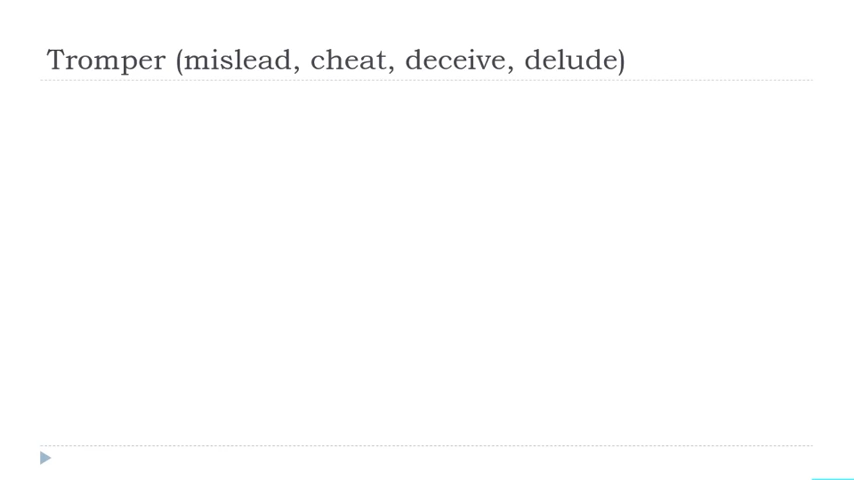 Tromper (mislead, cheat, deceive, delude)